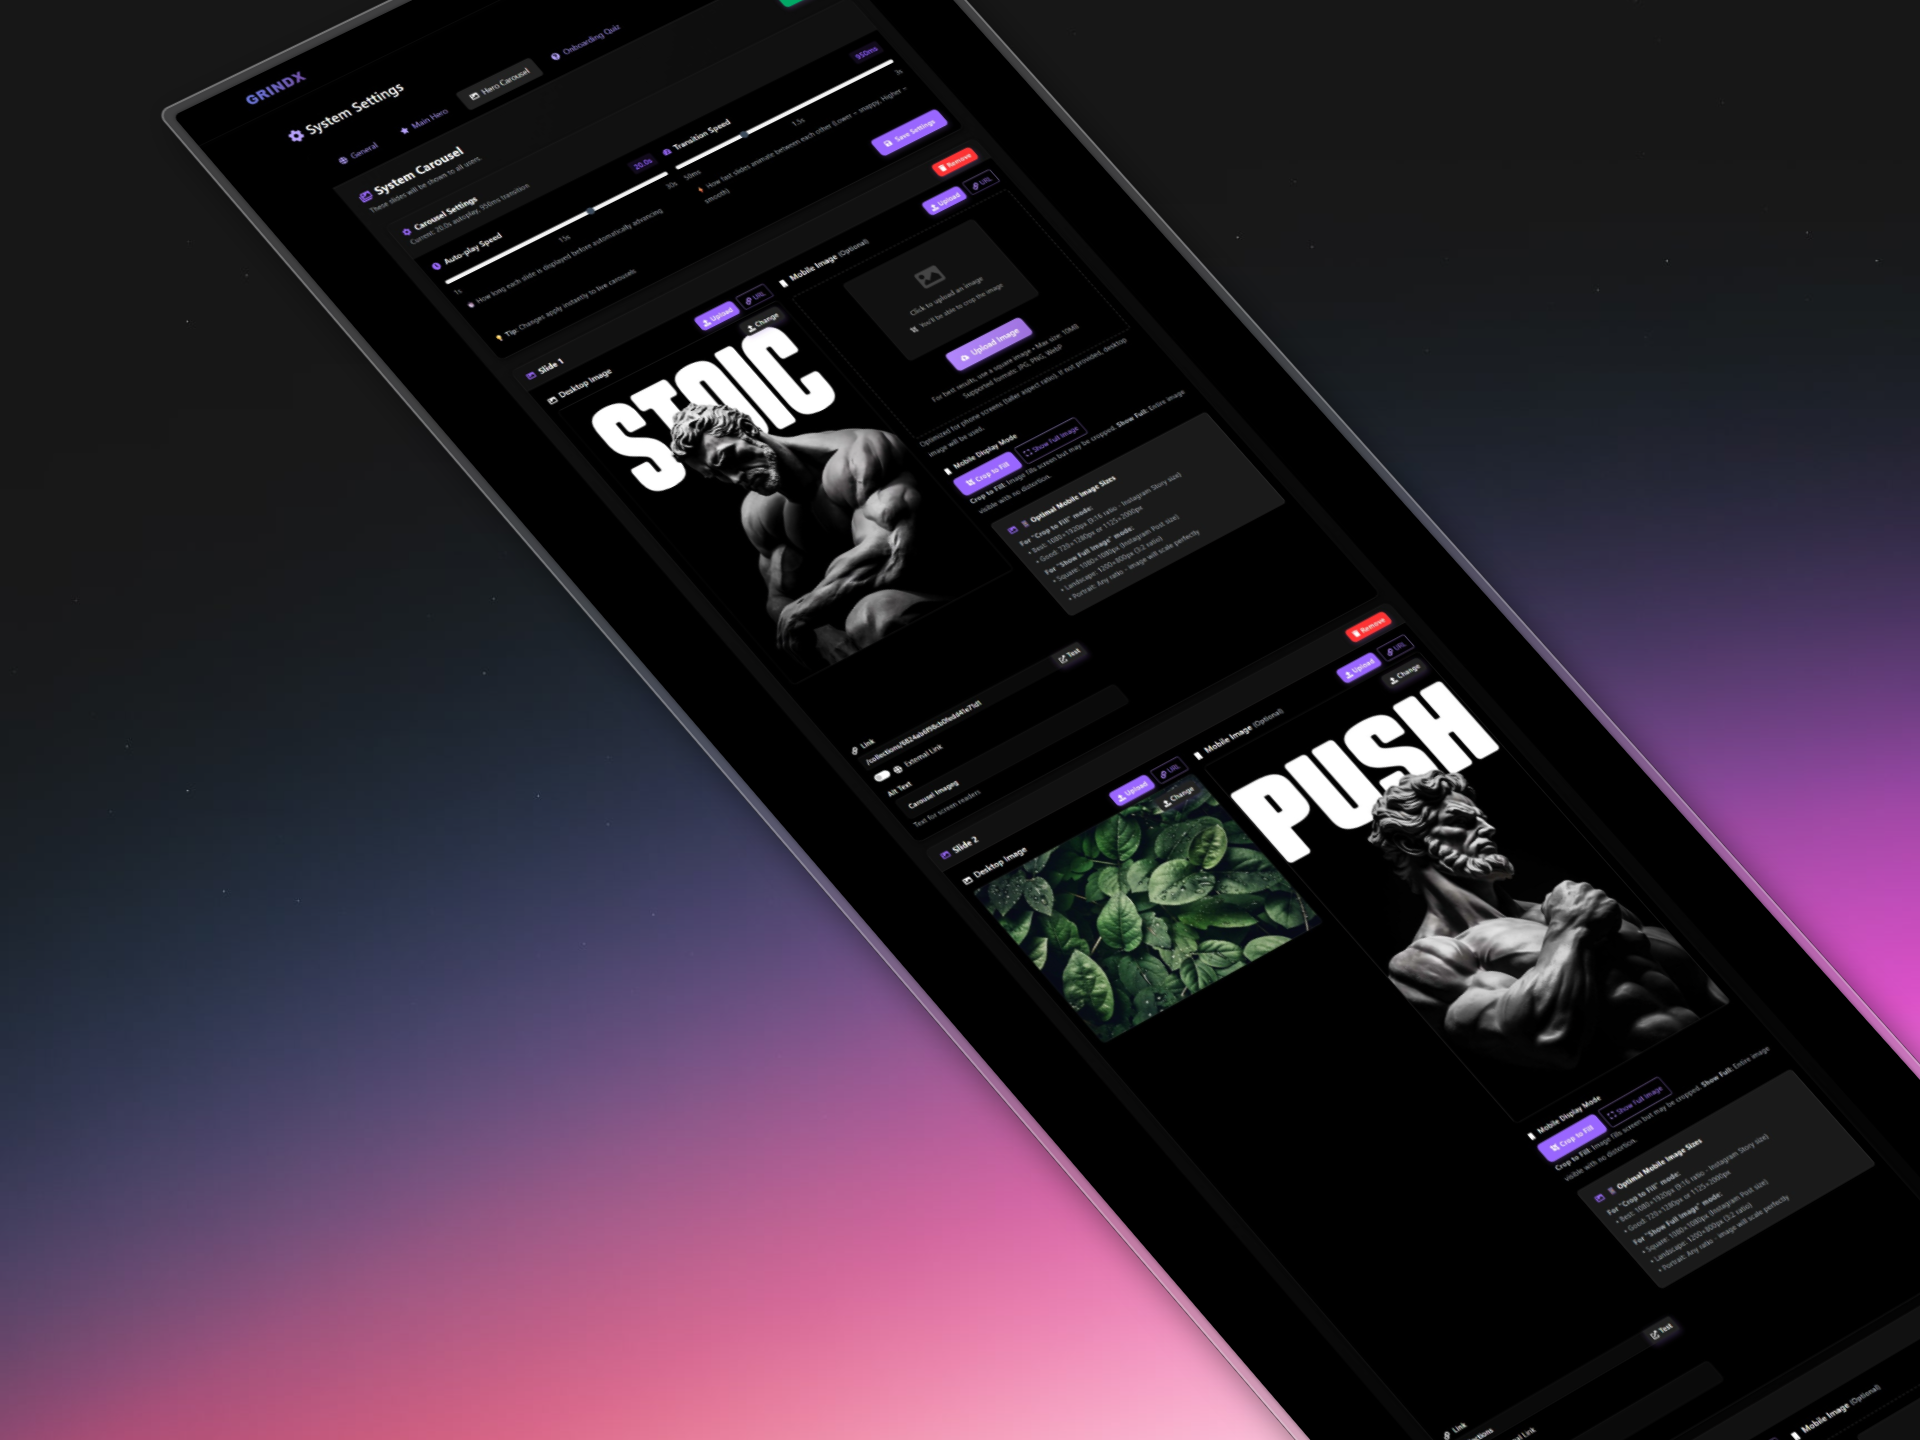 GRINDX
System Settings
General
Main Hero
Hero Carousel
Onboarding Quiz
System Carousel
These slides will be shown to all users.
Carousel Settings
Current: 20.0s autoplay, 950ms transition
Auto-play Speed
20.0s
1s
15s
30s
How long each slide is displayed before automatically advancing
Transition Speed
950ms
50ms
1.5s
3s
How fast slides animate between each other (Lower = snappy, Higher =
smooth)
Tip: Changes apply instantly to live carousels
Save Settings
Slide 1
Remove
Desktop Image
Upload
URL
Change
STOIC
Mobile Image (Optional)
Upload
URL
Click to upload an image
You'll be able to crop the image
Upload Image
For best results, use a square image • Max size: 10MB
Supported formats: JPG, PNG, WebP
Optimized for phone screens (taller aspect ratio). If not provided, desktop
image will be used.
Mobile Display Mode
Crop to Fill
Show Full Image
Crop to Fill: Image fills screen but may be cropped. Show Full: Entire image
visible with no distortion.
Optimal Mobile Image Sizes
For "Crop to Fill" mode:
• Best: 1080×1920px (9:16 ratio - Instagram Story size)
• Good: 720×1280px or 1125×2000px
For "Show Full Image" mode:
• Square: 1080×1080px (Instagram Post size)
• Landscape: 1200×800px (3:2 ratio)
• Portrait: Any ratio - image will scale perfectly
Link
Test
External Link
Alt Text
Carousel Imaging
Text for screen readers
Slide 2
Remove
Desktop Image
Upload
URL
Change
Mobile Image (Optional)
Upload
URL
Change
PUSH
Mobile Display Mode
Crop to Fill
Show Full Image
Crop to Fill: Image fills screen but may be cropped. Show Full: Entire image
visible with no distortion.
Optimal Mobile Image Sizes
For "Crop to Fill" mode:
• Best: 1080×1920px (9:16 ratio - Instagram Story size)
• Good: 720×1280px or 1125×2000px
For "Show Full Image" mode:
• Square: 1080×1080px (Instagram Post size)
• Landscape: 1200×800px (3:2 ratio)
• Portrait: Any ratio - image will scale perfectly
Link
Test
Link
Mobile Image (Optional)